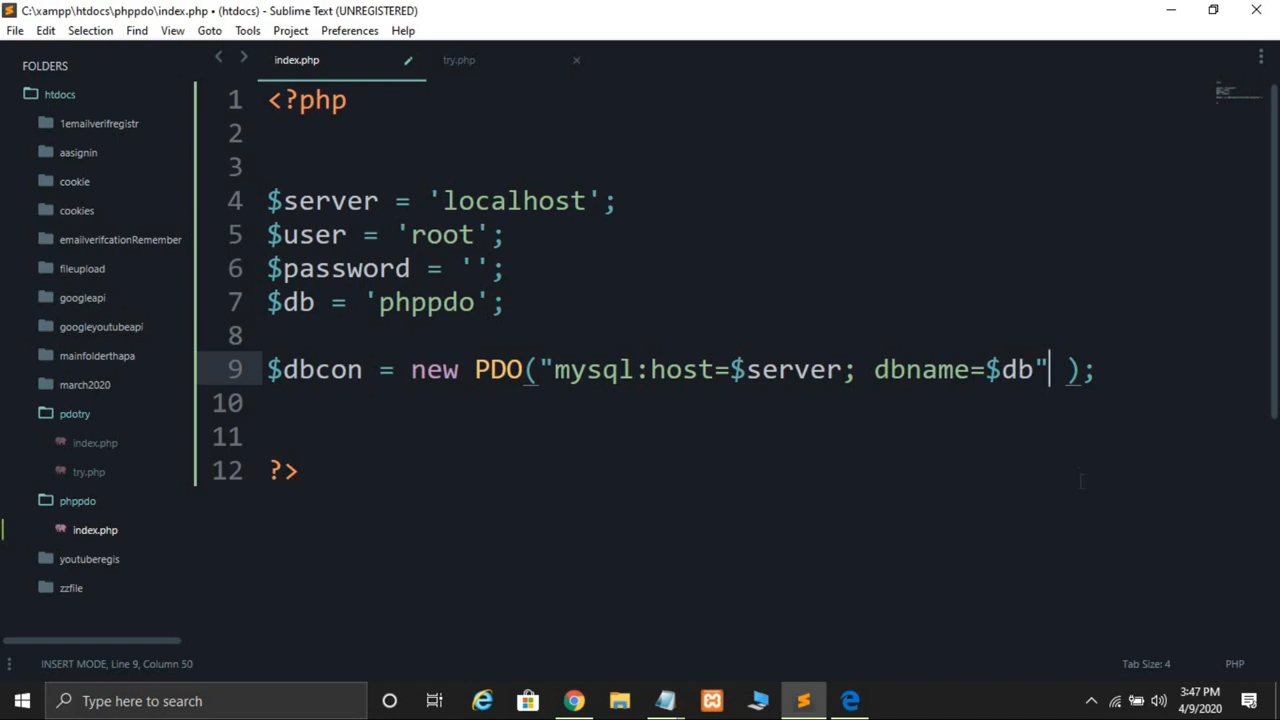 C:\xampp\htdocs\phppdo\index.php • (htdocs) - Sublime Text (UNREGISTERED)
File Edit Selection Find View Goto Tools Project Preferences Help
FOLDERS
htdocs
1emailverifregistr
aasignin
cookie
cookies
emailverifcationRemember
fileupload
googleapi
googleyoutubeapi
mainfolderthapa
march2020
pdotry
index.php
try.php
phppdo
index.php
youtuberegis
zzfile
index.php try.php
1 <?php
2
3
4 $server = 'localhost';
5 $user = 'root';
6 $password = '';
7 $db = 'phppdo';
8
9 $dbcon = new PDO("mysql:host=$server; dbname=$db" );
10
11
12 ?>
INSERT MODE, Line 9, Column 50 Tab Size: 4 PHP
Type here to search
3:47 PM
4/9/2020